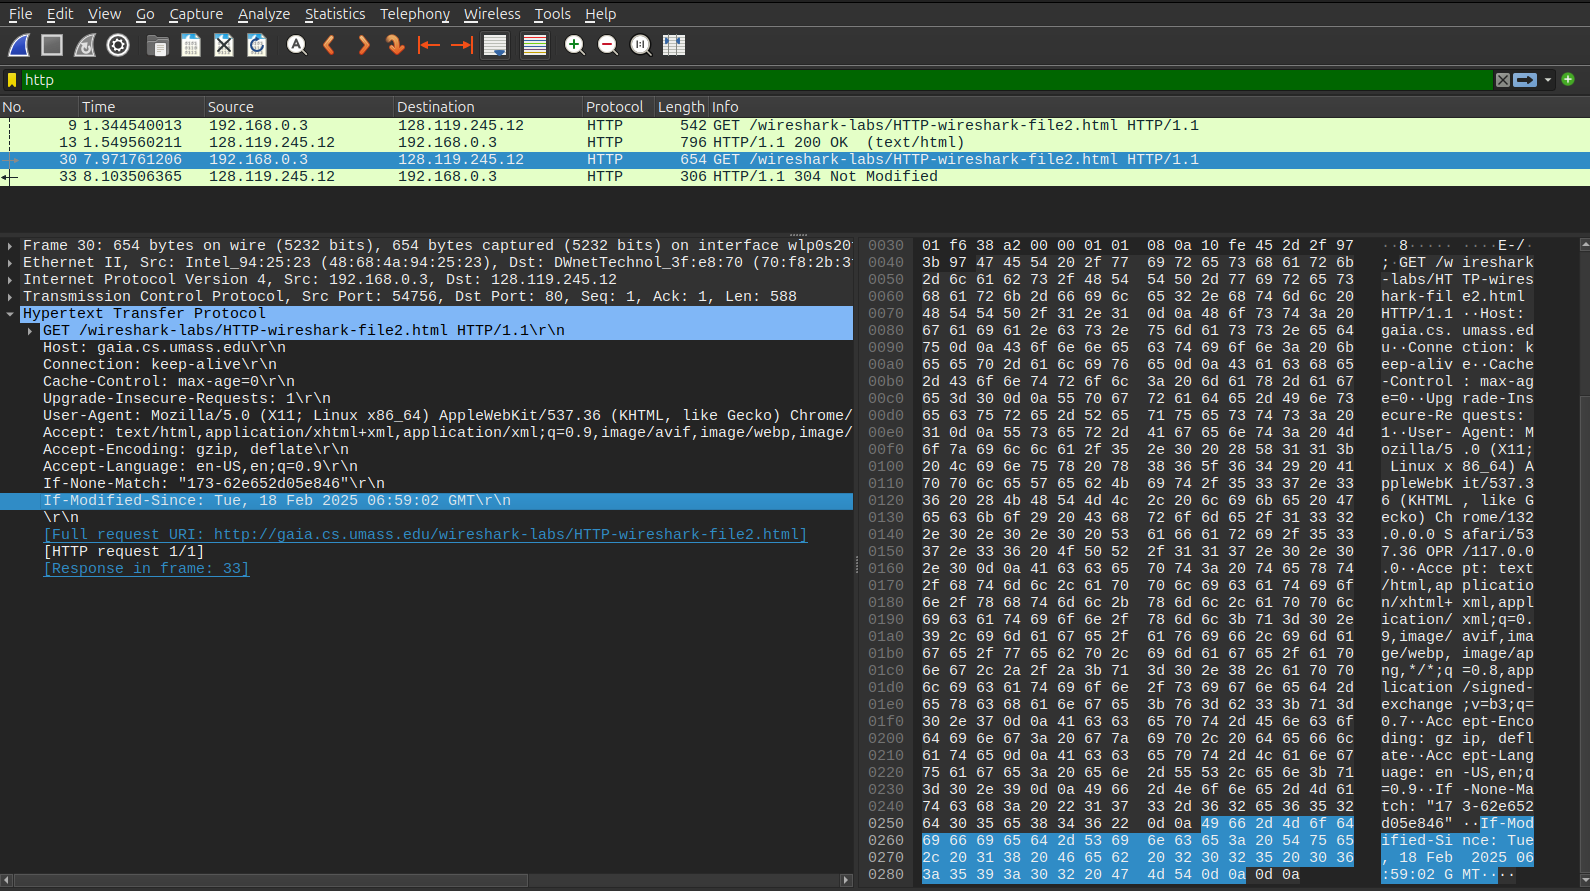 File Edit View Go Capture Analyze Statistics Telephony Wireless Tools Help
http
No. Time Source Destination Protocol Length Info
9 1.344540013 192.168.0.3 128.119.245.12 HTTP 542 GET /wireshark-labs/HTTP-wireshark-file2.html HTTP/1.1
13 1.549560211 128.119.245.12 192.168.0.3 HTTP 796 HTTP/1.1 200 OK (text/html)
30 7.971761206 192.168.0.3 128.119.245.12 HTTP 654 GET /wireshark-labs/HTTP-wireshark-file2.html HTTP/1.1
33 8.103506365 128.119.245.12 192.168.0.3 HTTP 306 HTTP/1.1 304 Not Modified
Frame 30: 654 bytes on wire (5232 bits), 654 bytes captured (5232 bits) on interface wlp0s20
Ethernet II, Src: Intel_94:25:23 (48:68:4a:94:25:23), Dst: DWnetTechnol_3f:e8:70 (70:f8:2b:3
Internet Protocol Version 4, Src: 192.168.0.3, Dst: 128.119.245.12
Transmission Control Protocol, Src Port: 54756, Dst Port: 80, Seq: 1, Ack: 1, Len: 588
Hypertext Transfer Protocol
GET /wireshark-labs/HTTP-wireshark-file2.html HTTP/1.1\r\n
Host: gaia.cs.umass.edu\r\n
Connection: keep-alive\r\n
Cache-Control: max-age=0\r\n
Upgrade-Insecure-Requests: 1\r\n
User-Agent: Mozilla/5.0 (X11; Linux x86_64) AppleWebKit/537.36 (KHTML, like Gecko) Chrome/
Accept: text/html,application/xhtml+xml,application/xml;q=0.9,image/avif,image/webp,image/
Accept-Encoding: gzip, deflate\r\n
Accept-Language: en-US,en;q=0.9\r\n
If-None-Match: "173-62e652d05e846"\r\n
If-Modified-Since: Tue, 18 Feb 2025 06:59:02 GMT\r\n
\r\n
[Full request URI: http://gaia.cs.umass.edu/wireshark-labs/HTTP-wireshark-file2.html]
[HTTP request 1/1]
[Response in frame: 33]
0030 01 f6 38 a2 00 00 01 01 08 0a 10 fe 45 2d 2f 97 ··8····· ····E-/·
0040 3b 97 47 45 54 20 2f 77 69 72 65 73 68 61 72 6b ;·GET /w ireshark
0050 2d 6c 61 62 73 2f 48 54 54 50 2d 77 69 72 65 73 -labs/HT TP-wires
0060 68 61 72 6b 2d 66 69 6c 65 32 2e 68 74 6d 6c 20 hark-fil e2.html
0070 48 54 54 50 2f 31 2e 31 0d 0a 48 6f 73 74 3a 20 HTTP/1.1 ··Host:
0080 67 61 69 61 2e 63 73 2e 75 6d 61 73 73 2e 65 64 gaia.cs. umass.ed
0090 75 0d 0a 43 6f 6e 6e 65 63 74 69 6f 6e 3a 20 6b u··Conne ction: k
00a0 65 65 70 2d 61 6c 69 76 65 0d 0a 43 61 63 68 65 eep-aliv e··Cache
00b0 2d 43 6f 6e 74 72 6f 6c 3a 20 6d 61 78 2d 61 67 -Control : max-ag
00c0 65 3d 30 0d 0a 55 70 67 72 61 64 65 2d 49 6e 73 e=0··Upg rade-Ins
00d0 65 63 75 72 65 2d 52 65 71 75 65 73 74 73 3a 20 ecure-Re quests:
00e0 31 0d 0a 55 73 65 72 2d 41 67 65 6e 74 3a 20 4d 1··User- Agent: M
00f0 6f 7a 69 6c 6c 61 2f 35 2e 30 20 28 58 31 31 3b ozilla/5 .0 (X11;
0100 20 4c 69 6e 75 78 20 78 38 36 5f 36 34 29 20 41 Linux x 86_64) A
0110 70 70 6c 65 57 65 62 4b 69 74 2f 35 33 37 2e 33 ppleWebK it/537.3
0120 36 20 28 4b 48 54 4d 4c 2c 20 6c 69 6b 65 20 47 6 (KHTML , like G
0130 65 63 6b 6f 29 20 43 68 72 6f 6d 65 2f 31 33 32 ecko) Ch rome/132
0140 2e 30 2e 30 2e 30 20 53 61 66 61 72 69 2f 35 33 .0.0.0 S afari/53
0150 37 2e 33 36 20 4f 50 52 2f 31 31 37 2e 30 2e 30 7.36 OPR /117.0.0
0160 2e 30 0d 0a 41 63 63 65 70 74 3a 20 74 65 78 74 .0··Acce pt: text
0170 2f 68 74 6d 6c 2c 61 70 70 6c 69 63 61 74 69 6f /html,ap plicatio
0180 6e 2f 78 68 74 6d 6c 2b 78 6d 6c 2c 61 70 70 6c n/xhtml+ xml,appl
0190 69 63 61 74 69 6f 6e 2f 78 6d 6c 3b 71 3d 30 2e ication/ xml;q=0.
01a0 39 2c 69 6d 61 67 65 2f 61 76 69 66 2c 69 6d 61 9,image/ avif,ima
01b0 67 65 2f 77 65 62 70 2c 69 6d 61 67 65 2f 61 70 ge/webp, image/ap
01c0 6e 67 2c 2a 2f 2a 3b 71 3d 30 2e 38 2c 61 70 70 ng,*/*;q =0.8,app
01d0 6c 69 63 61 74 69 6f 6e 2f 73 69 67 6e 65 64 2d lication /signed-
01e0 65 78 63 68 61 6e 67 65 3b 76 3d 62 33 3b 71 3d exchange ;v=b3;q=
01f0 30 2e 37 0d 0a 41 63 63 65 70 74 2d 45 6e 63 6f 0.7··Acc ept-Enco
0200 64 69 6e 67 3a 20 67 7a 69 70 2c 20 64 65 66 6c ding: gz ip, defl
0210 61 74 65 0d 0a 41 63 63 65 70 74 2d 4c 61 6e 67 ate··Acc ept-Lang
0220 75 61 67 65 3a 20 65 6e 2d 55 53 2c 65 6e 3b 71 uage: en -US,en;q
0230 3d 30 2e 39 0d 0a 49 66 2d 4e 6f 6e 65 2d 4d 61 =0.9··If -None-Ma
0240 74 63 68 3a 20 22 31 37 33 2d 36 32 65 36 35 32 tch: "17 3-62e652
0250 64 30 35 65 38 34 36 22 0d 0a 49 66 2d 4d 6f 64 d05e846" ··If-Mod
0260 69 66 69 65 64 2d 53 69 6e 63 65 3a 20 54 75 65 ified-Si nce: Tue
0270 2c 20 31 38 20 46 65 62 20 32 30 32 35 20 30 36 , 18 Feb 2025 06
0280 3a 35 39 3a 30 32 20 47 4d 54 0d 0a 0d 0a :59:02 G MT····